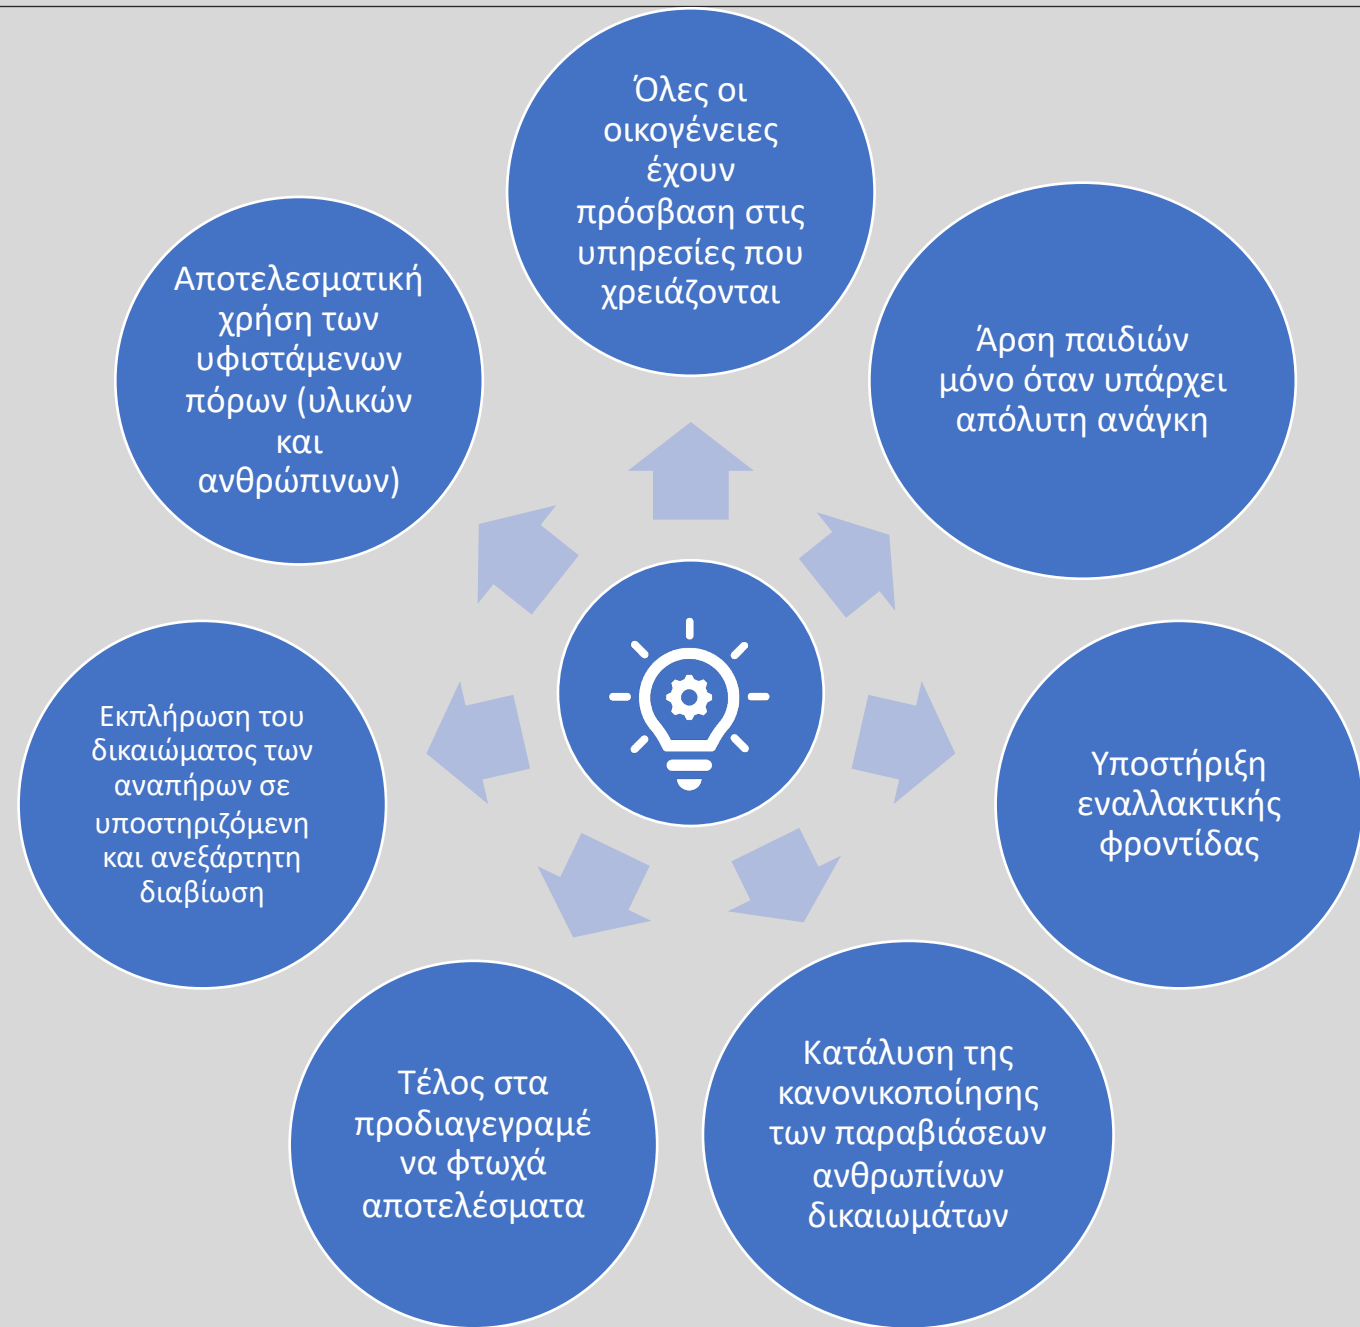 Όλες οι
οικογένειες
έχουν
πρόσβαση στις
υπηρεσίες που
χρειάζονται
Άρση παιδιών
μόνο όταν υπάρχει
απόλυτη ανάγκη
Υποστήριξη
εναλλακτικής
φροντίδας
Κατάλυση της
κανονικοποίησης
των παραβιάσεων
ανθρωπίνων
δικαιωμάτων
Τέλος στα
προδιαγεγραμέ
να φτωχά
αποτελέσματα
Εκπλήρωση του
δικαιώματος των
αναπήρων σε
υποστηριζόμενη
και ανεξάρτητη
διαβίωση
Αποτελεσματική
χρήση των
υφιστάμενων
πόρων (υλικών
και
ανθρώπινων)